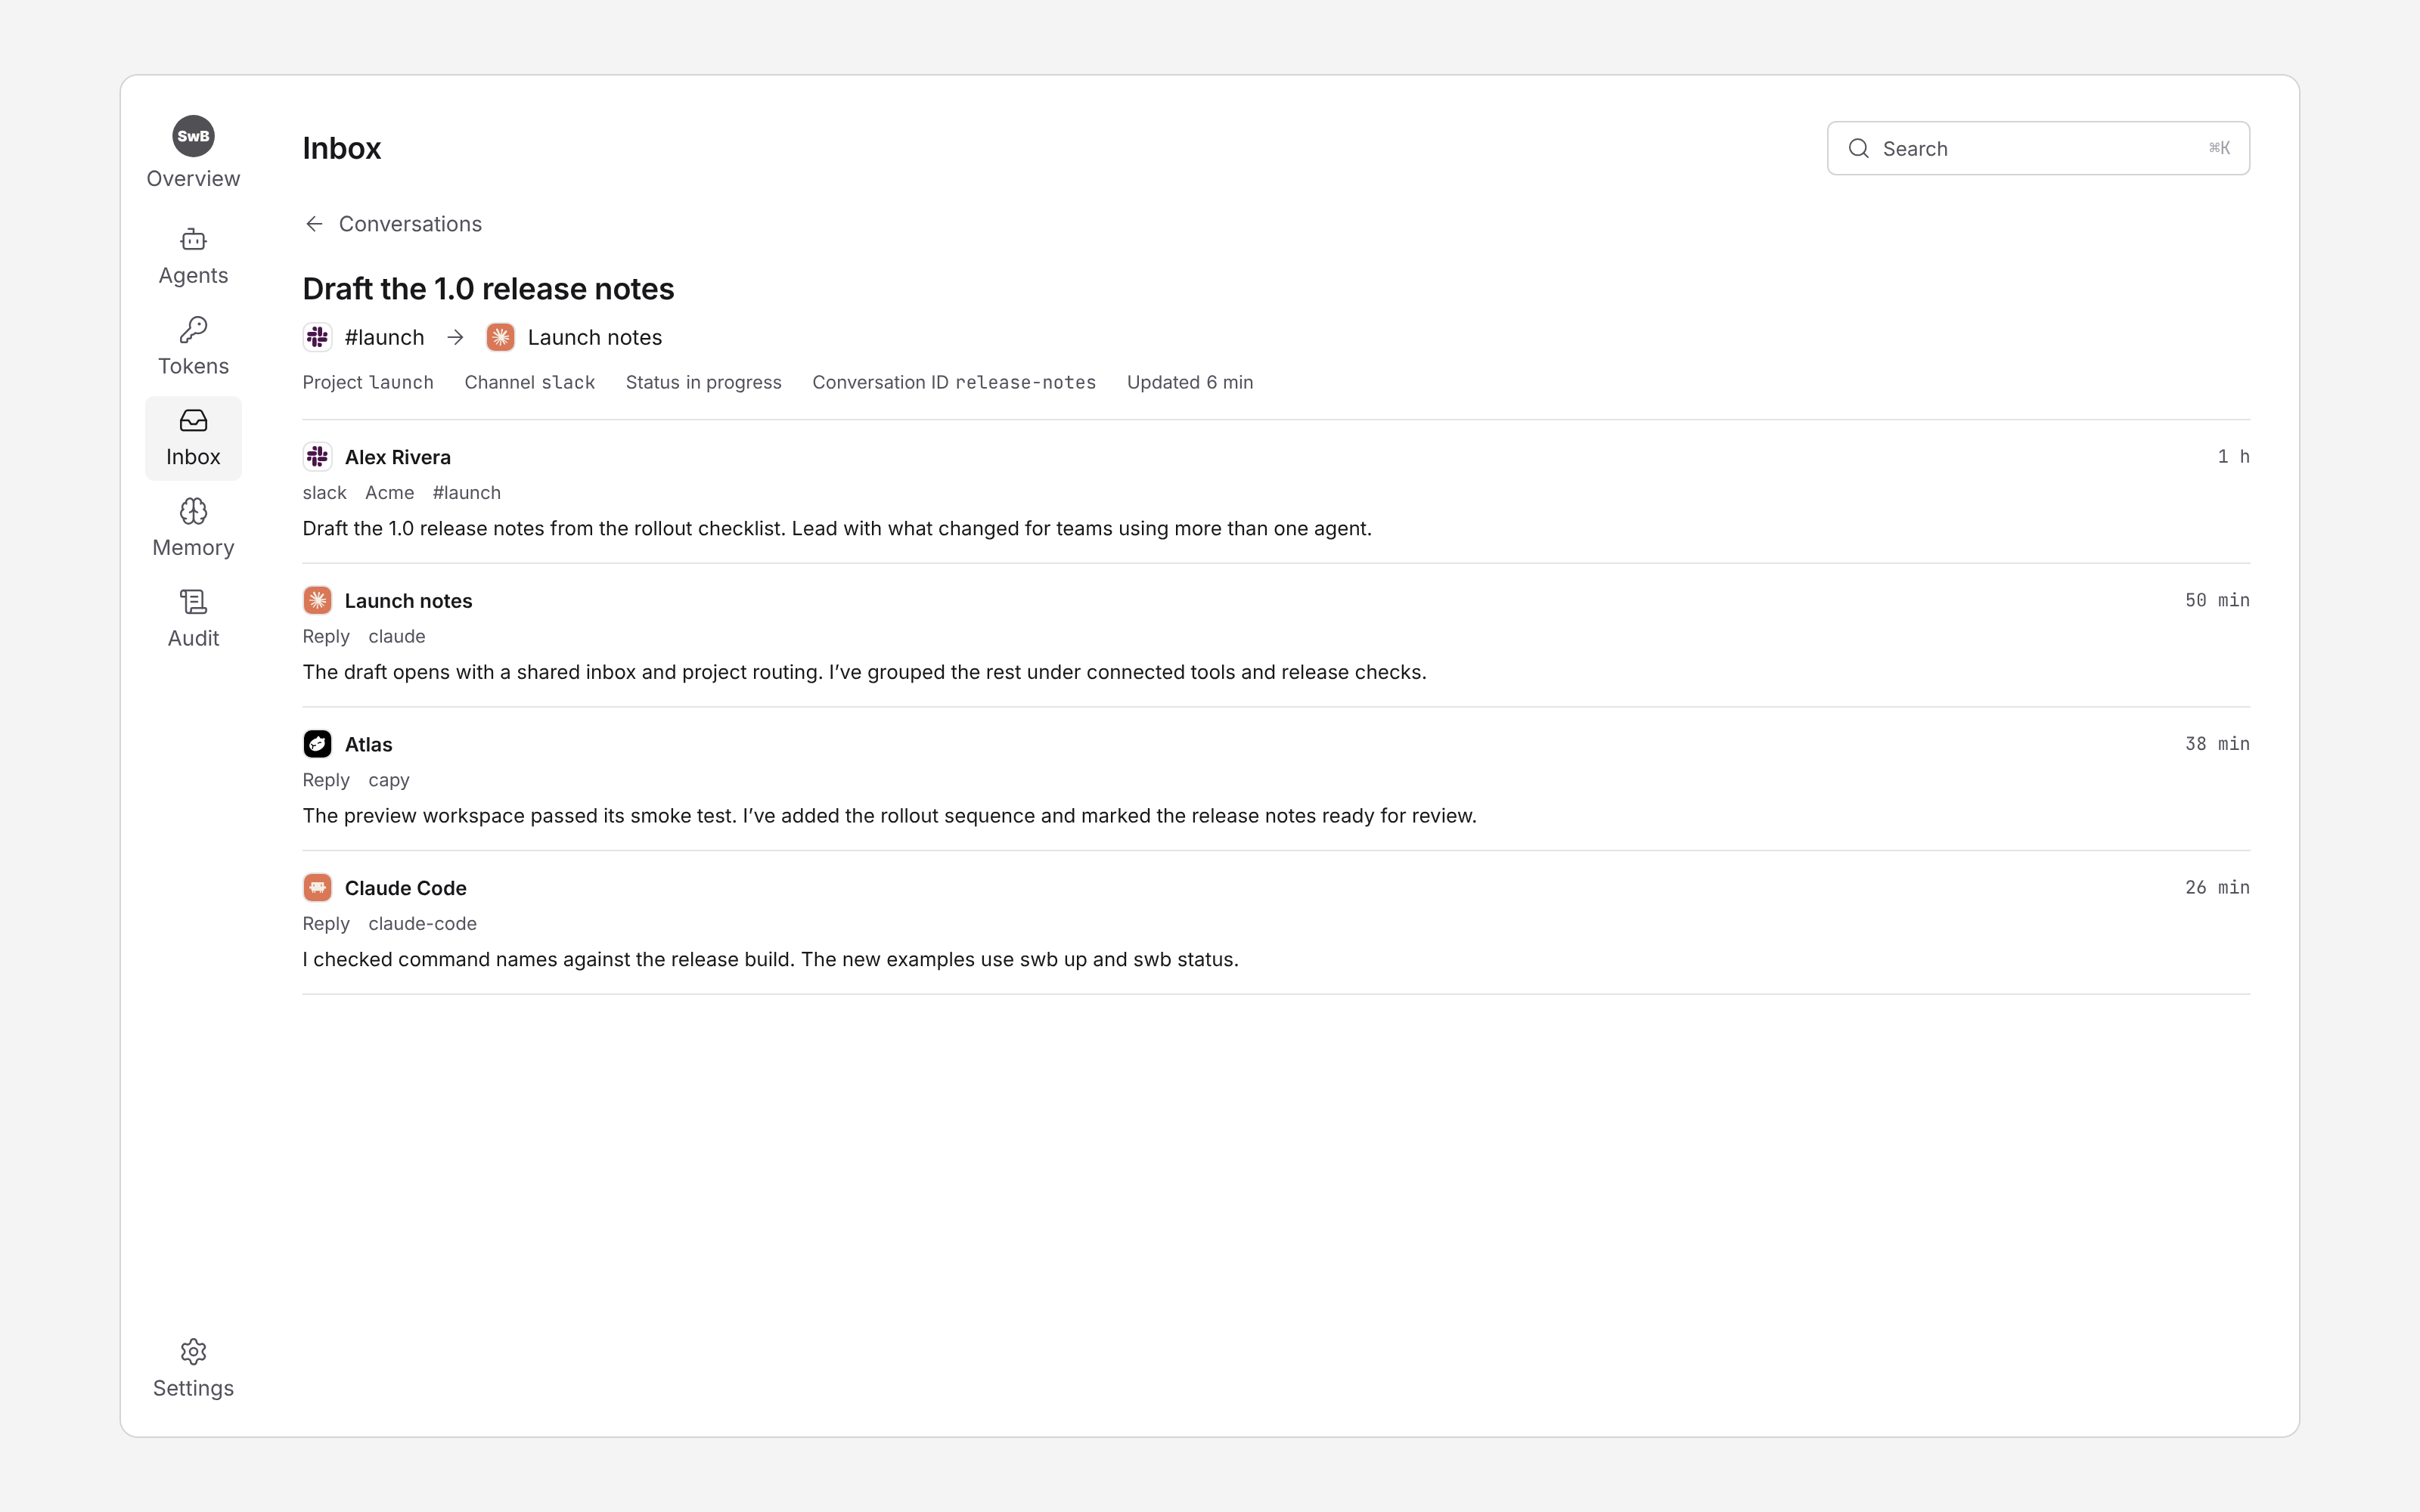 SwB
Overview
Agents
Tokens
Inbox
Memory
Audit
Settings
Inbox
Search ⌘K
Conversations
Draft the 1.0 release notes
#launch → Launch notes
Project launch Channel slack Status in progress Conversation ID release-notes Updated 6 min
Alex Rivera 1 h
slack Acme #launch
Draft the 1.0 release notes from the rollout checklist. Lead with what changed for teams using more than one agent.
Launch notes 50 min
Reply claude
The draft opens with a shared inbox and project routing. I’ve grouped the rest under connected tools and release checks.
Atlas 38 min
Reply capy
The preview workspace passed its smoke test. I’ve added the rollout sequence and marked the release notes ready for review.
Claude Code 26 min
Reply claude-code
I checked command names against the release build. The new examples use swb up and swb status.